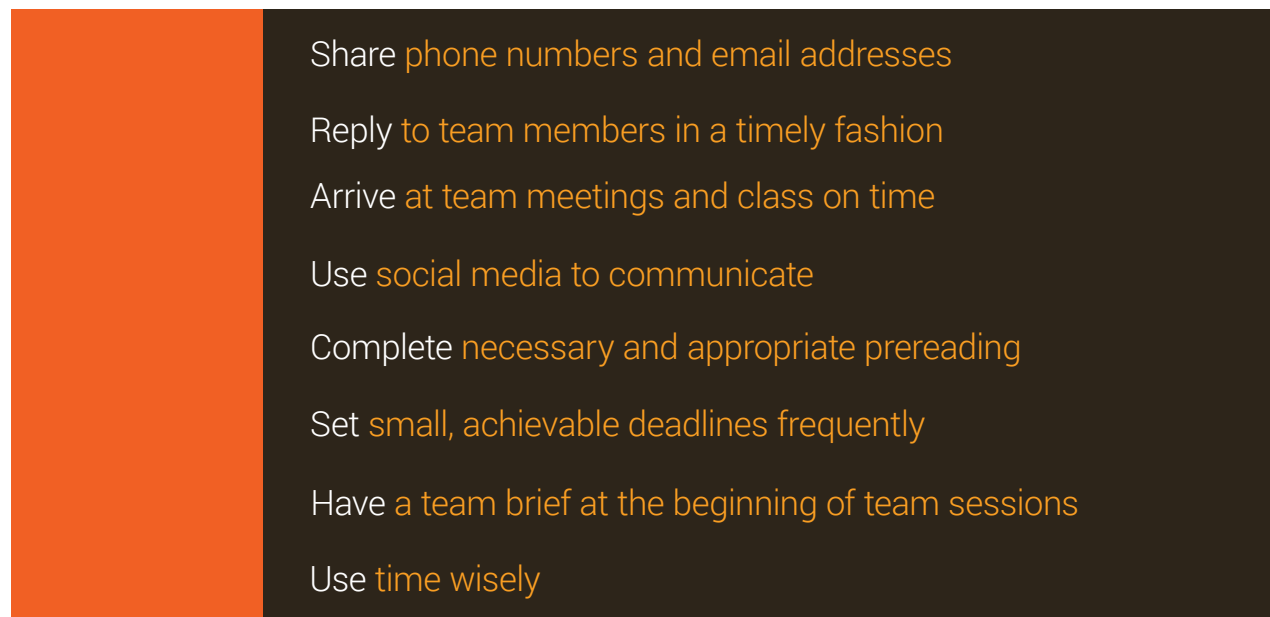 Share phone numbers and email addresses
Reply to team members in a timely fashion
Arrive at team meetings and class on time
Use social media to communicate
Complete necessary and appropriate prereading
Set small, achievable deadlines frequently
Have a team brief at the beginning of team sessions
Use time wisely